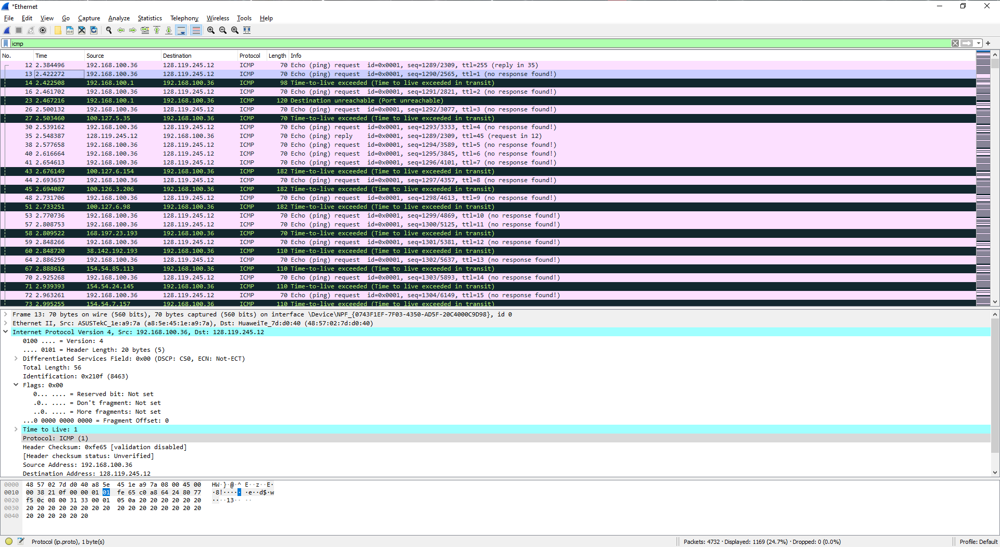 *Ethernet
File Edit View Go Capture Analyze Statistics Telephony Wireless Tools Help
icmp
No. Time Source Destination Protocol Length Info
12 2.384496 192.168.100.36 128.119.245.12 ICMP 70 Echo (ping) request id=0x0001, seq=1289/2309, ttl=255 (reply in 35)
13 2.422272 192.168.100.36 128.119.245.12 ICMP 70 Echo (ping) request id=0x0001, seq=1290/2565, ttl=1 (no response found!)
14 2.422508 192.168.100.1 192.168.100.36 ICMP 98 Time-to-live exceeded (Time to live exceeded in transit)
16 2.461702 192.168.100.36 128.119.245.12 ICMP 70 Echo (ping) request id=0x0001, seq=1291/2821, ttl=2 (no response found!)
23 2.467216 192.168.100.1 192.168.100.36 ICMP 120 Destination unreachable (Port unreachable)
26 2.500132 192.168.100.36 128.119.245.12 ICMP 70 Echo (ping) request id=0x0001, seq=1292/3077, ttl=3 (no response found!)
27 2.503460 100.127.5.35 192.168.100.36 ICMP 70 Time-to-live exceeded (Time to live exceeded in transit)
30 2.539162 192.168.100.36 128.119.245.12 ICMP 70 Echo (ping) request id=0x0001, seq=1293/3333, ttl=4 (no response found!)
35 2.548387 128.119.245.12 192.168.100.36 ICMP 70 Echo (ping) reply id=0x0001, seq=1289/2309, ttl=45 (request in 12)
38 2.577658 192.168.100.36 128.119.245.12 ICMP 70 Echo (ping) request id=0x0001, seq=1294/3589, ttl=5 (no response found!)
40 2.616664 192.168.100.36 128.119.245.12 ICMP 70 Echo (ping) request id=0x0001, seq=1295/3845, ttl=6 (no response found!)
41 2.654613 192.168.100.36 128.119.245.12 ICMP 70 Echo (ping) request id=0x0001, seq=1296/4101, ttl=7 (no response found!)
43 2.676149 100.127.6.154 192.168.100.36 ICMP 182 Time-to-live exceeded (Time to live exceeded in transit)
44 2.693637 192.168.100.36 128.119.245.12 ICMP 70 Echo (ping) request id=0x0001, seq=1297/4357, ttl=8 (no response found!)
45 2.694087 100.126.3.206 192.168.100.36 ICMP 182 Time-to-live exceeded (Time to live exceeded in transit)
48 2.731706 192.168.100.36 128.119.245.12 ICMP 70 Echo (ping) request id=0x0001, seq=1298/4613, ttl=9 (no response found!)
51 2.733251 100.127.6.98 192.168.100.36 ICMP 182 Time-to-live exceeded (Time to live exceeded in transit)
53 2.770736 192.168.100.36 128.119.245.12 ICMP 70 Echo (ping) request id=0x0001, seq=1299/4869, ttl=10 (no response found!)
57 2.808753 192.168.100.36 128.119.245.12 ICMP 70 Echo (ping) request id=0x0001, seq=1300/5125, ttl=11 (no response found!)
58 2.809522 168.197.23.193 192.168.100.36 ICMP 70 Time-to-live exceeded (Time to live exceeded in transit)
59 2.848266 192.168.100.36 128.119.245.12 ICMP 70 Echo (ping) request id=0x0001, seq=1301/5381, ttl=12 (no response found!)
60 2.848720 38.142.192.193 192.168.100.36 ICMP 110 Time-to-live exceeded (Time to live exceeded in transit)
64 2.886259 192.168.100.36 128.119.245.12 ICMP 70 Echo (ping) request id=0x0001, seq=1302/5637, ttl=13 (no response found!)
67 2.888616 154.54.85.113 192.168.100.36 ICMP 110 Time-to-live exceeded (Time to live exceeded in transit)
70 2.925268 192.168.100.36 128.119.245.12 ICMP 70 Echo (ping) request id=0x0001, seq=1303/5893, ttl=14 (no response found!)
71 2.939393 154.54.24.145 192.168.100.36 ICMP 110 Time-to-live exceeded (Time to live exceeded in transit)
72 2.963261 192.168.100.36 128.119.245.12 ICMP 70 Echo (ping) request id=0x0001, seq=1304/6149, ttl=15 (no response found!)
73 2.995255 154.54.7.157 192.168.100.36 ICMP 110 Time-to-live exceeded (Time to live exceeded in transit)
Frame 13: 70 bytes on wire (560 bits), 70 bytes captured (560 bits) on interface \Device\NPF_{0743F1EF-7F03-4350-AD5F-20C4000C9D98}, id 0
Ethernet II, Src: ASUSTekC_1e:a9:7a (a8:5e:45:1e:a9:7a), Dst: HuaweiTe_7d:d0:40 (48:57:02:7d:d0:40)
Internet Protocol Version 4, Src: 192.168.100.36, Dst: 128.119.245.12
0100 .... = Version: 4
.... 0101 = Header Length: 20 bytes (5)
Differentiated Services Field: 0x00 (DSCP: CS0, ECN: Not-ECT)
Total Length: 56
Identification: 0x210f (8463)
Flags: 0x00
0... .... = Reserved bit: Not set
.0.. .... = Don't fragment: Not set
..0. .... = More fragments: Not set
...0 0000 0000 0000 = Fragment Offset: 0
Time to Live: 1
Protocol: ICMP (1)
Header Checksum: 0xfe65 [validation disabled]
[Header checksum status: Unverified]
Source Address: 192.168.100.36
Destination Address: 128.119.245.12
0000 48 57 02 7d d0 40 a8 5e 45 1e a9 7a 08 00 45 00 HW·}·@·^ E··z··E·
0010 00 38 21 0f 00 00 01 01 fe 65 c0 a8 64 24 80 77 ·8!····· ·e··d$·w
0020 f5 0c 08 00 31 33 00 01 05 0a 20 20 20 20 20 20 ····13·· ··
0030 20 20 20 20 20 20 20 20 20 20 20 20 20 20 20 20
0040 20 20 20 20 20 20
Protocol (ip.proto), 1 byte(s)
Packets: 4732 · Displayed: 1169 (24.7%) · Dropped: 0 (0.0%)
Profile: Default